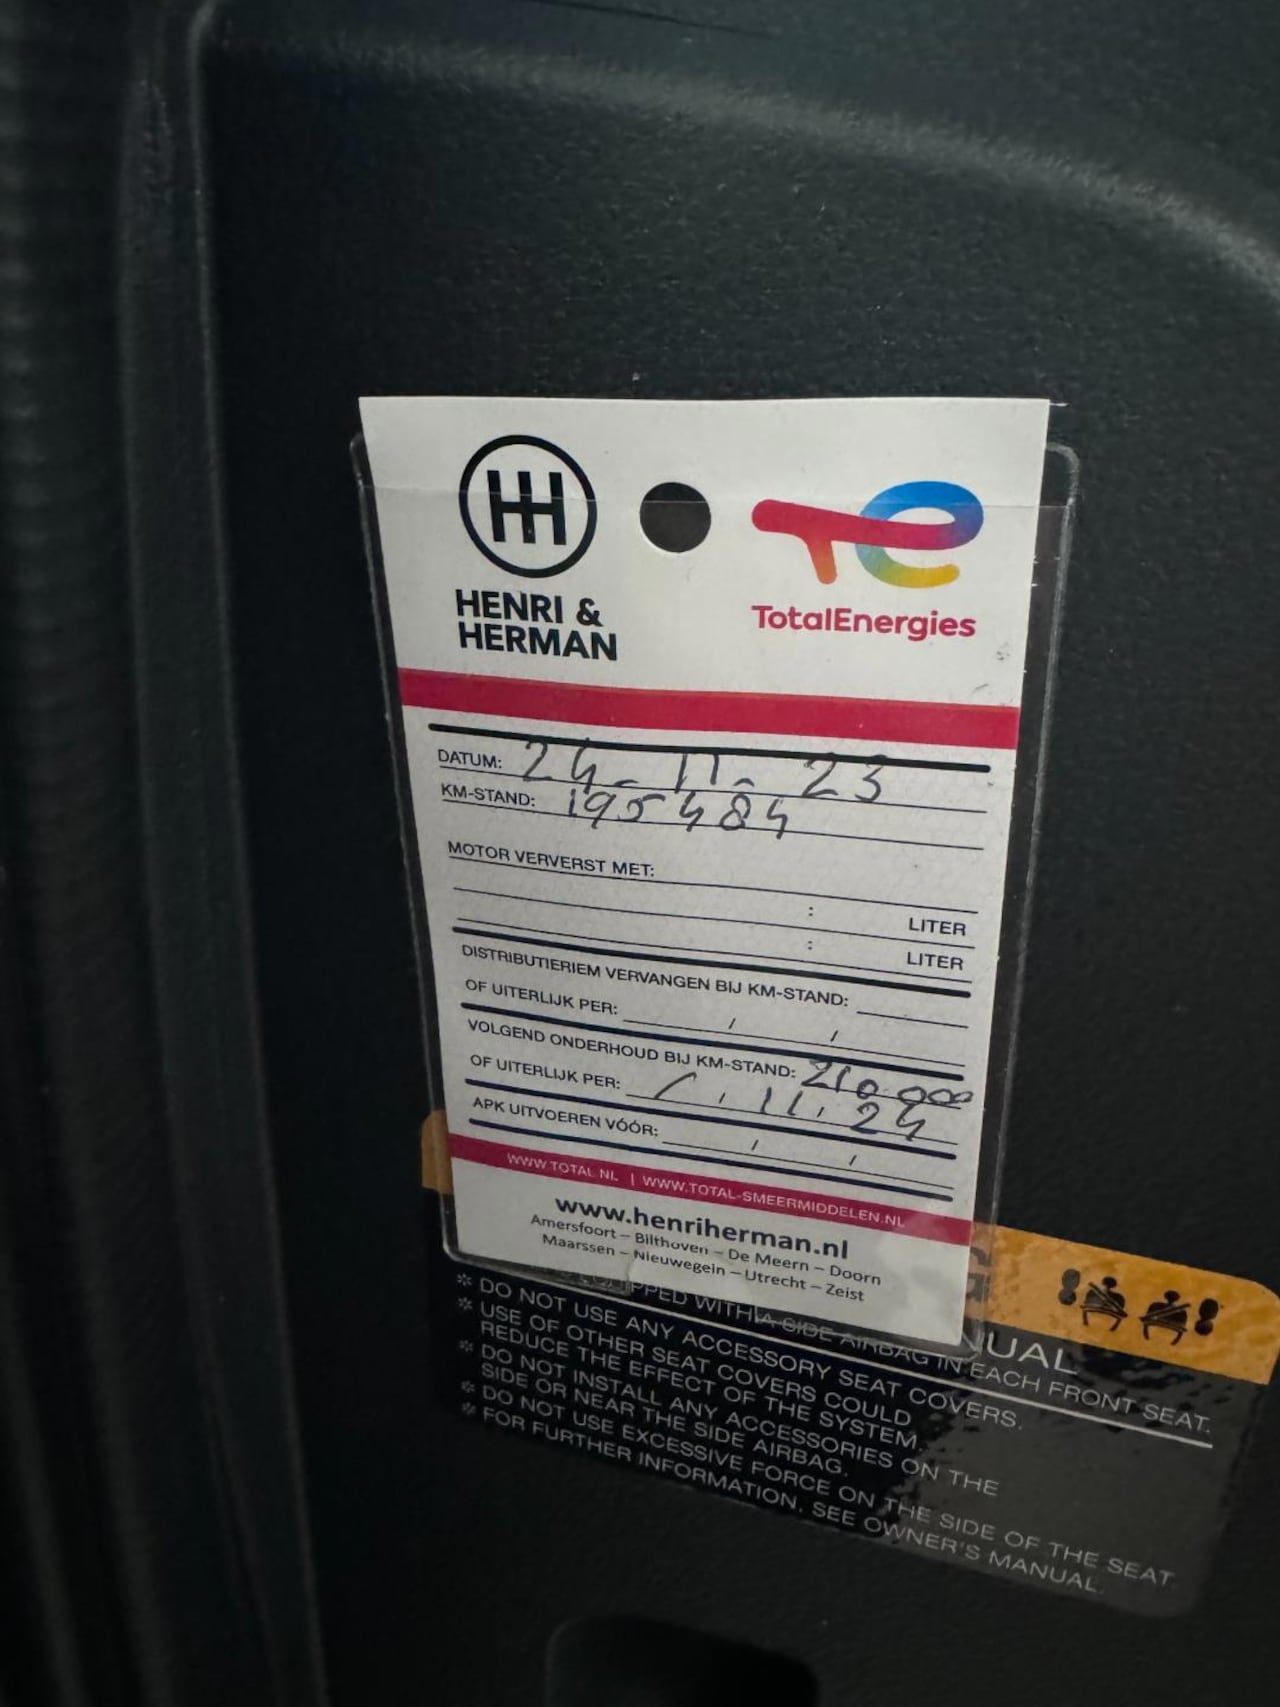 HENRI &
HERMAN
TotalEnergies
DATUM: 24-11-23
KM-STAND: 195484
MOTOR VERVERST MET:
: LITER
: LITER
DISTRIBUTIERIEM VERVANGEN BIJ KM-STAND:
OF UITERLIJK PER: / /
VOLGEND ONDERHOUD BIJ KM-STAND: 210.000
OF UITERLIJK PER: / . 11 . 24
APK UITVOEREN VÓÓR: / /
WWW.TOTAL.NL | WWW.TOTAL-SMEERMIDDELEN.NL
www.henriherman.nl
Amersfoort – Bilthoven – De Meern – Doorn
Maarssen – Nieuwegein – Utrecht – Zeist
WITH A SIDE AIRBAG IN EACH FRONT SEAT.
* DO NOT USE ANY ACCESSORY SEAT COVERS.
* USE OF OTHER SEAT COVERS COULD
REDUCE THE EFFECT OF THE SYSTEM.
* DO NOT INSTALL ANY ACCESSORIES ON THE
SIDE OR NEAR THE SIDE AIRBAG.
* DO NOT USE EXCESSIVE FORCE ON THE SIDE OF THE SEAT.
* FOR FURTHER INFORMATION, SEE OWNER'S MANUAL.